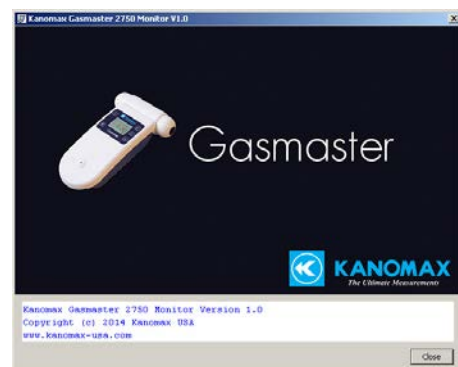 Kanomax Gasmaster 2750 Monitor V1.0
Gasmaster
KANOMAX
The Ultimate Measurements
Kanomax Gasmaster 2750 Monitor Version 1.0
Copyright (c) 2014 Kanomax USA
www.kanomax-usa.com
Close